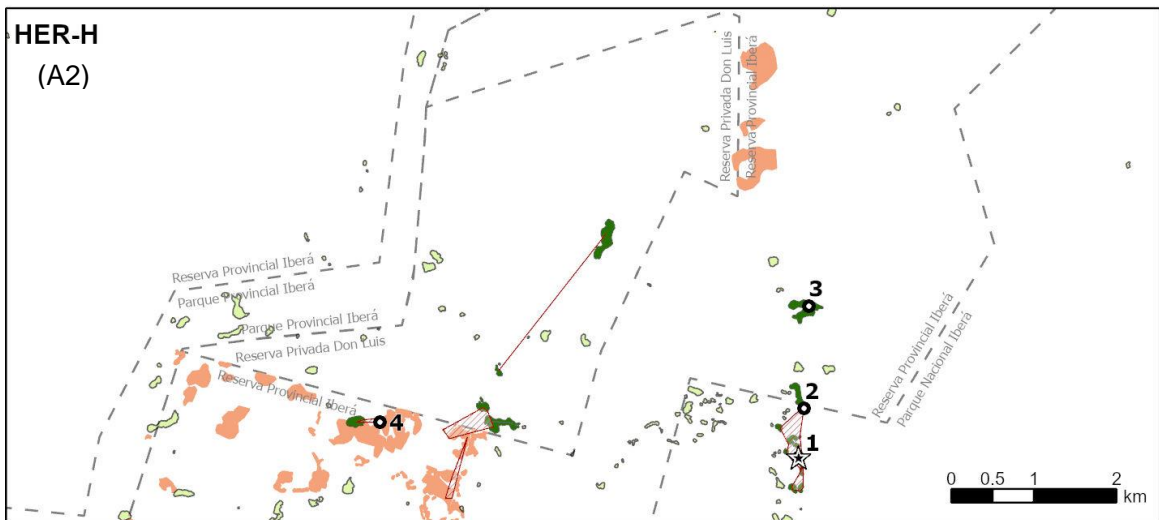 HER-H
(A2)
Reserva Privada Don Luis
Reserva Provincial Iberá
Reserva Provincial Iberá
Parque Provincial Iberá
Parque Provincial Iberá
Reserva Privada Don Luis
Reserva Provincial Iberá
3
Reserva Provincial Iberá
Parque Nacional Iberá
2
4
1
0 0.5 1 2
km